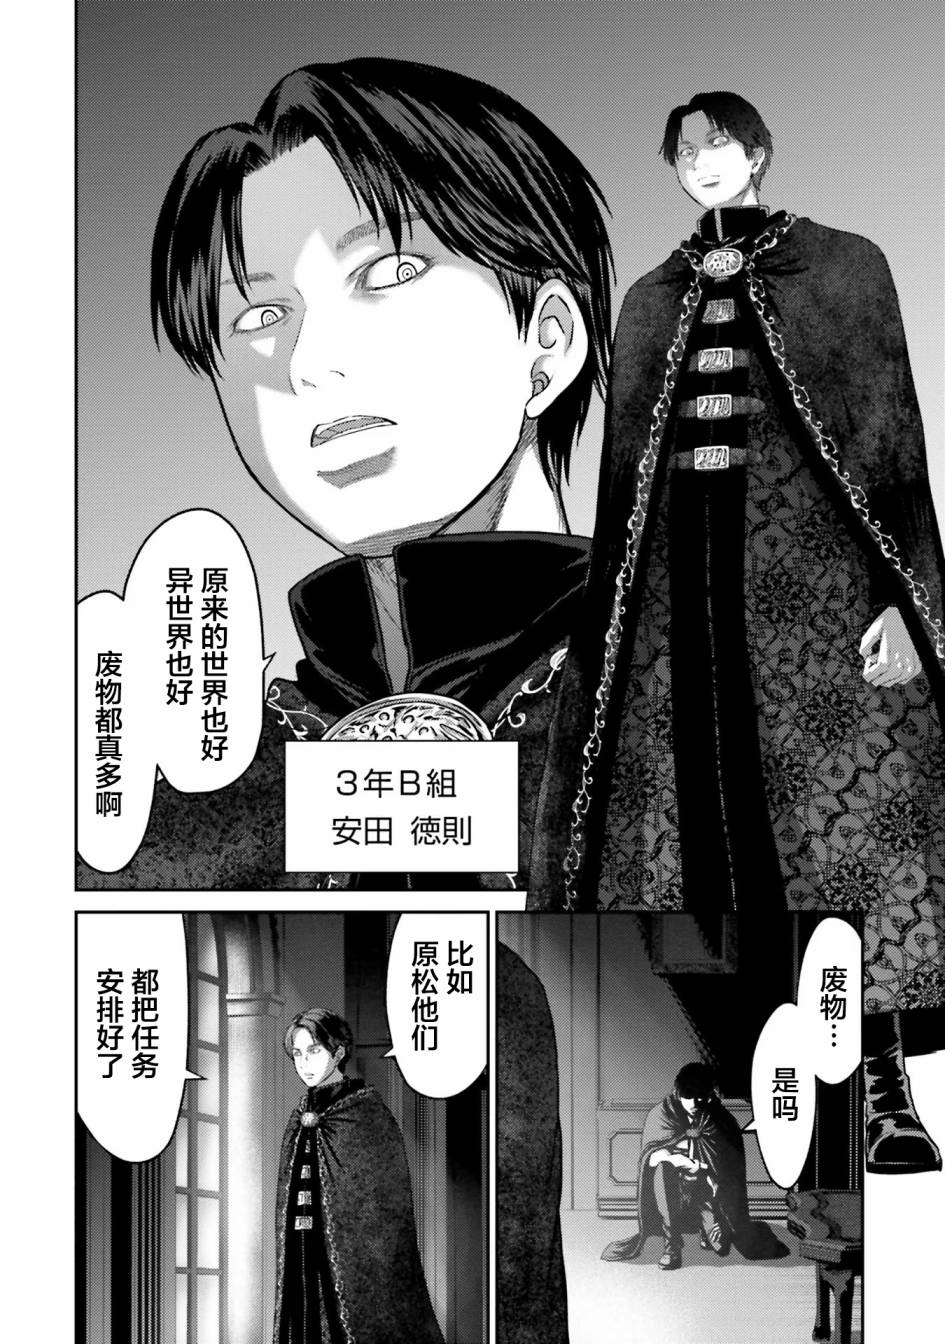 原来的世界也好
异世界也好
废物都真多啊
3年B組
安田 徳則
废物…
是吗
比如
原松他们
都把任务
安排好了